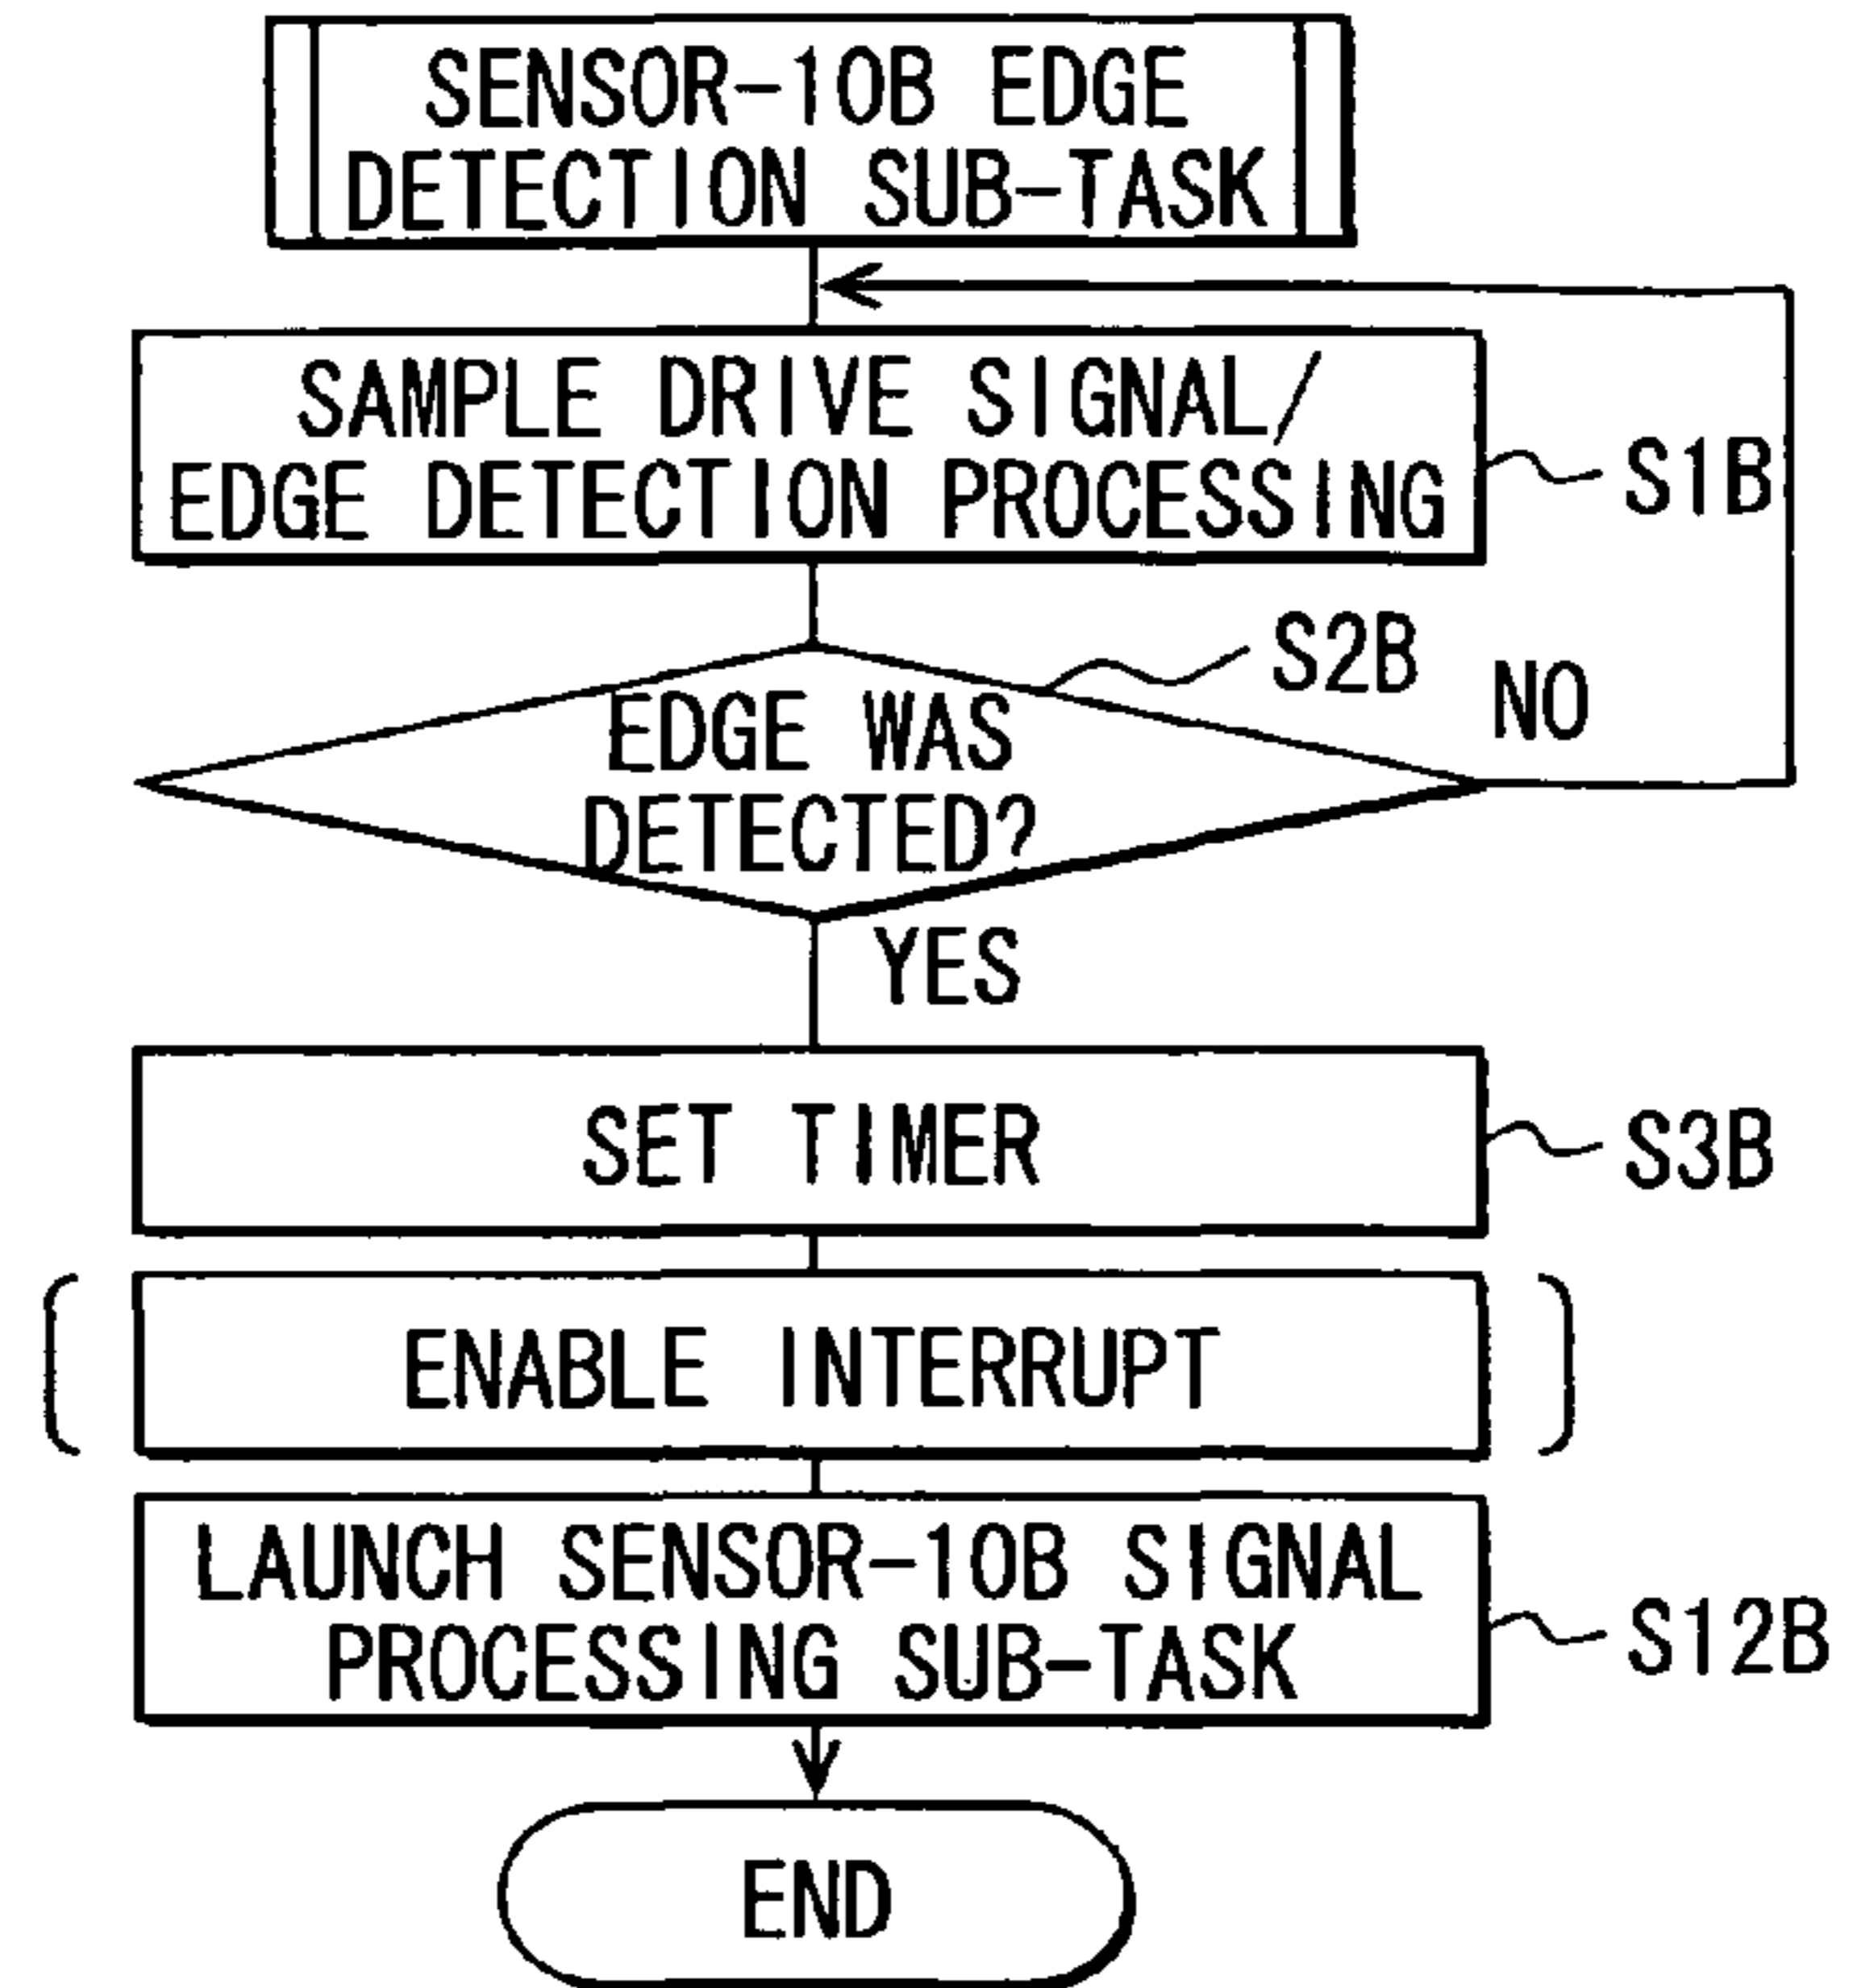 SENSOR-10B EDGE
DETECTION SUB-TASK
SAMPLE DRIVE SIGNAL/
EDGE DETECTION PROCESSING
S1B
S2B
EDGE WAS
DETECTED?
NO
YES
SET TIMER
S3B
ENABLE INTERRUPT
LAUNCH SENSOR-10B SIGNAL
PROCESSING SUB-TASK
S12B
END